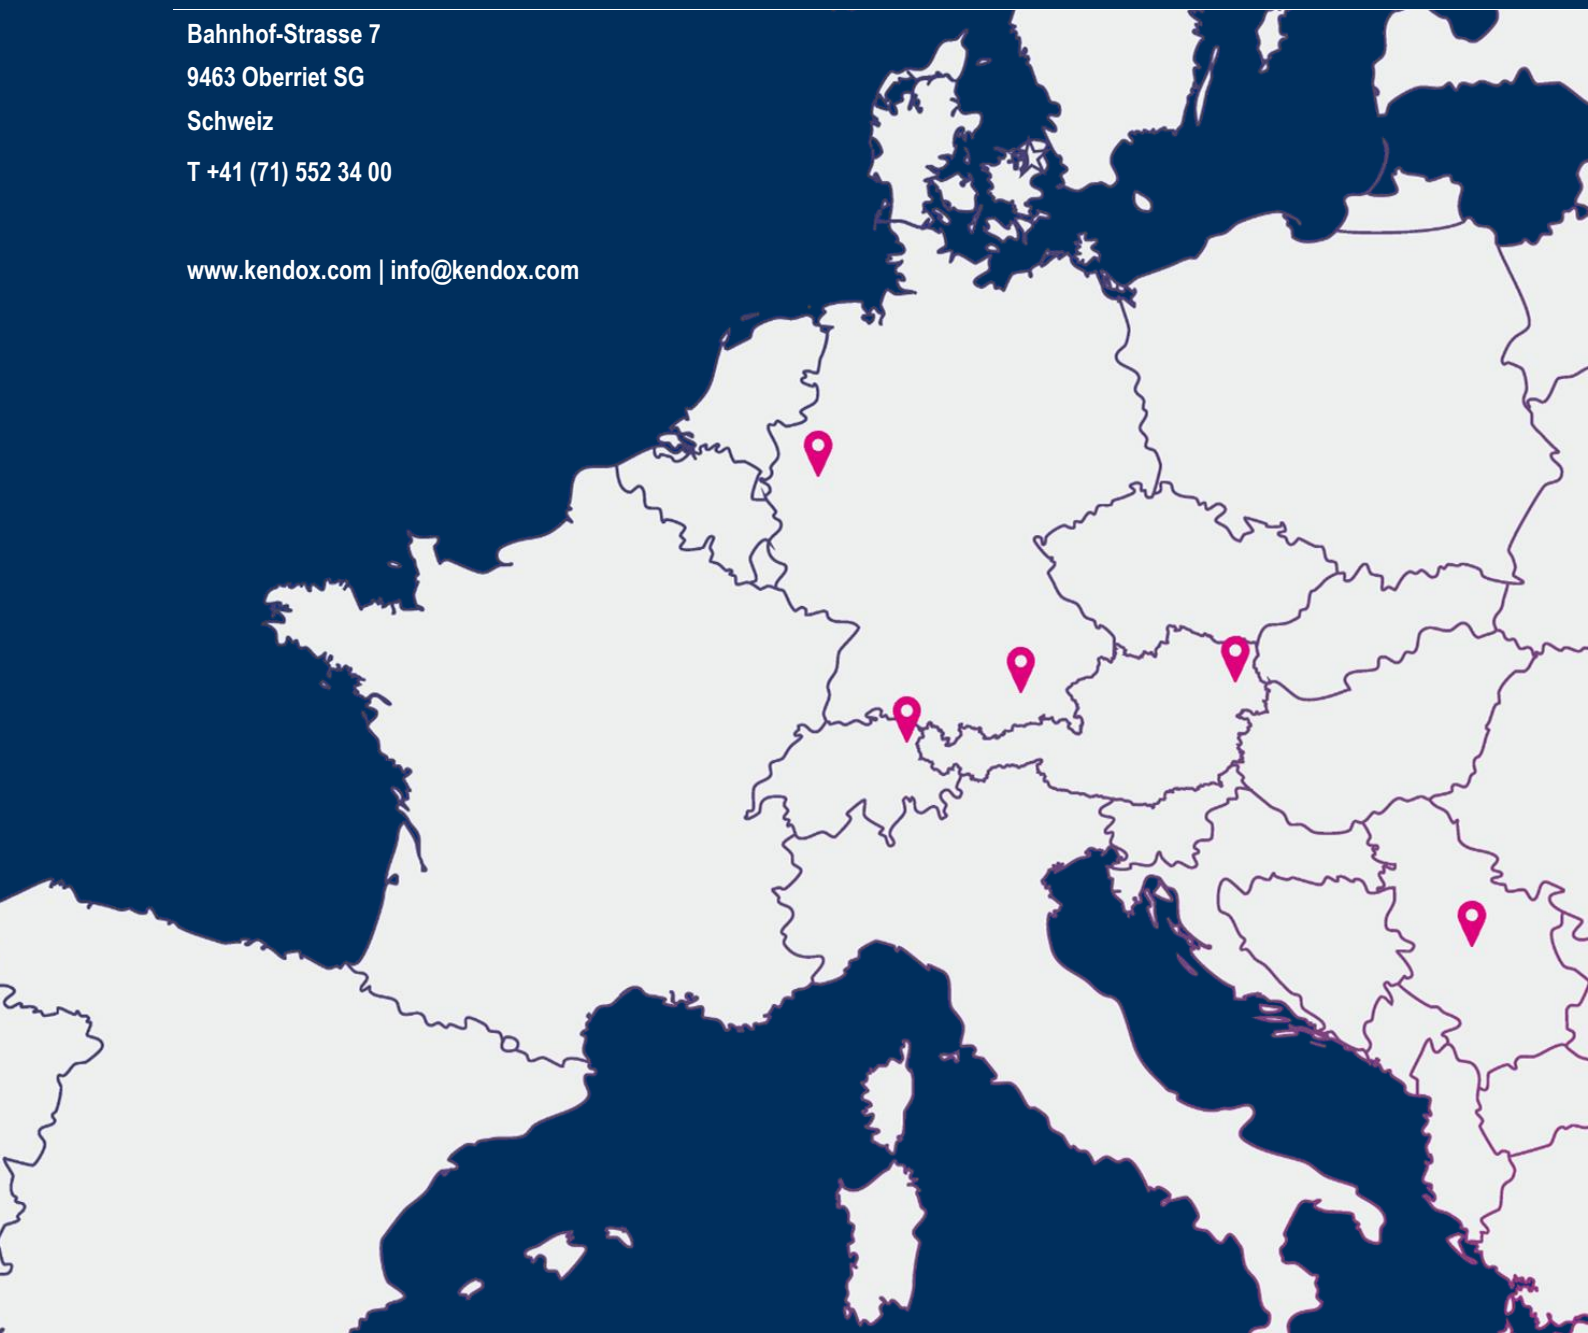 Bahnhof-Strasse 7
9463 Oberriet SG
Schweiz
T +41 (71) 552 34 00
www.kendox.com | info@kendox.com